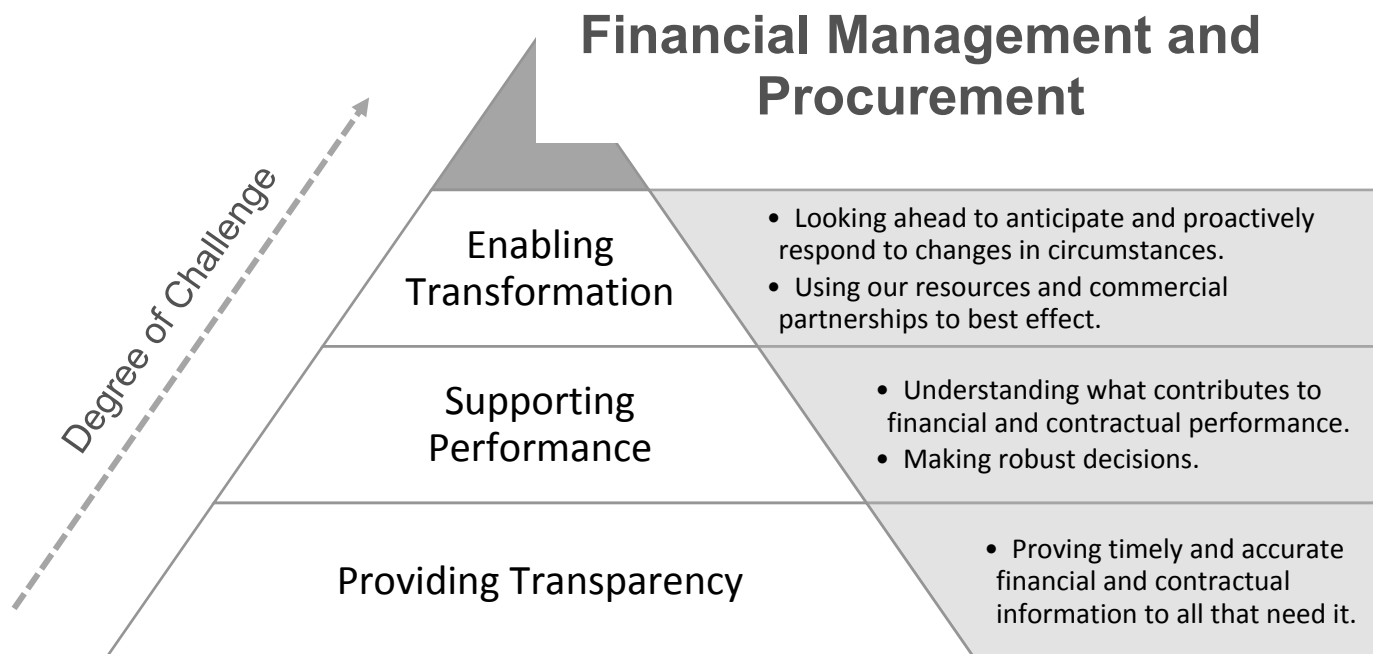 Financial Management and
Procurement
Degree of Challenge
Enabling
Transformation
• Looking ahead to anticipate and proactively
respond to changes in circumstances.
• Using our resources and commercial
partnerships to best effect.
Supporting
Performance
• Understanding what contributes to
financial and contractual performance.
• Making robust decisions.
Providing Transparency
• Proving timely and accurate
financial and contractual
information to all that need it.